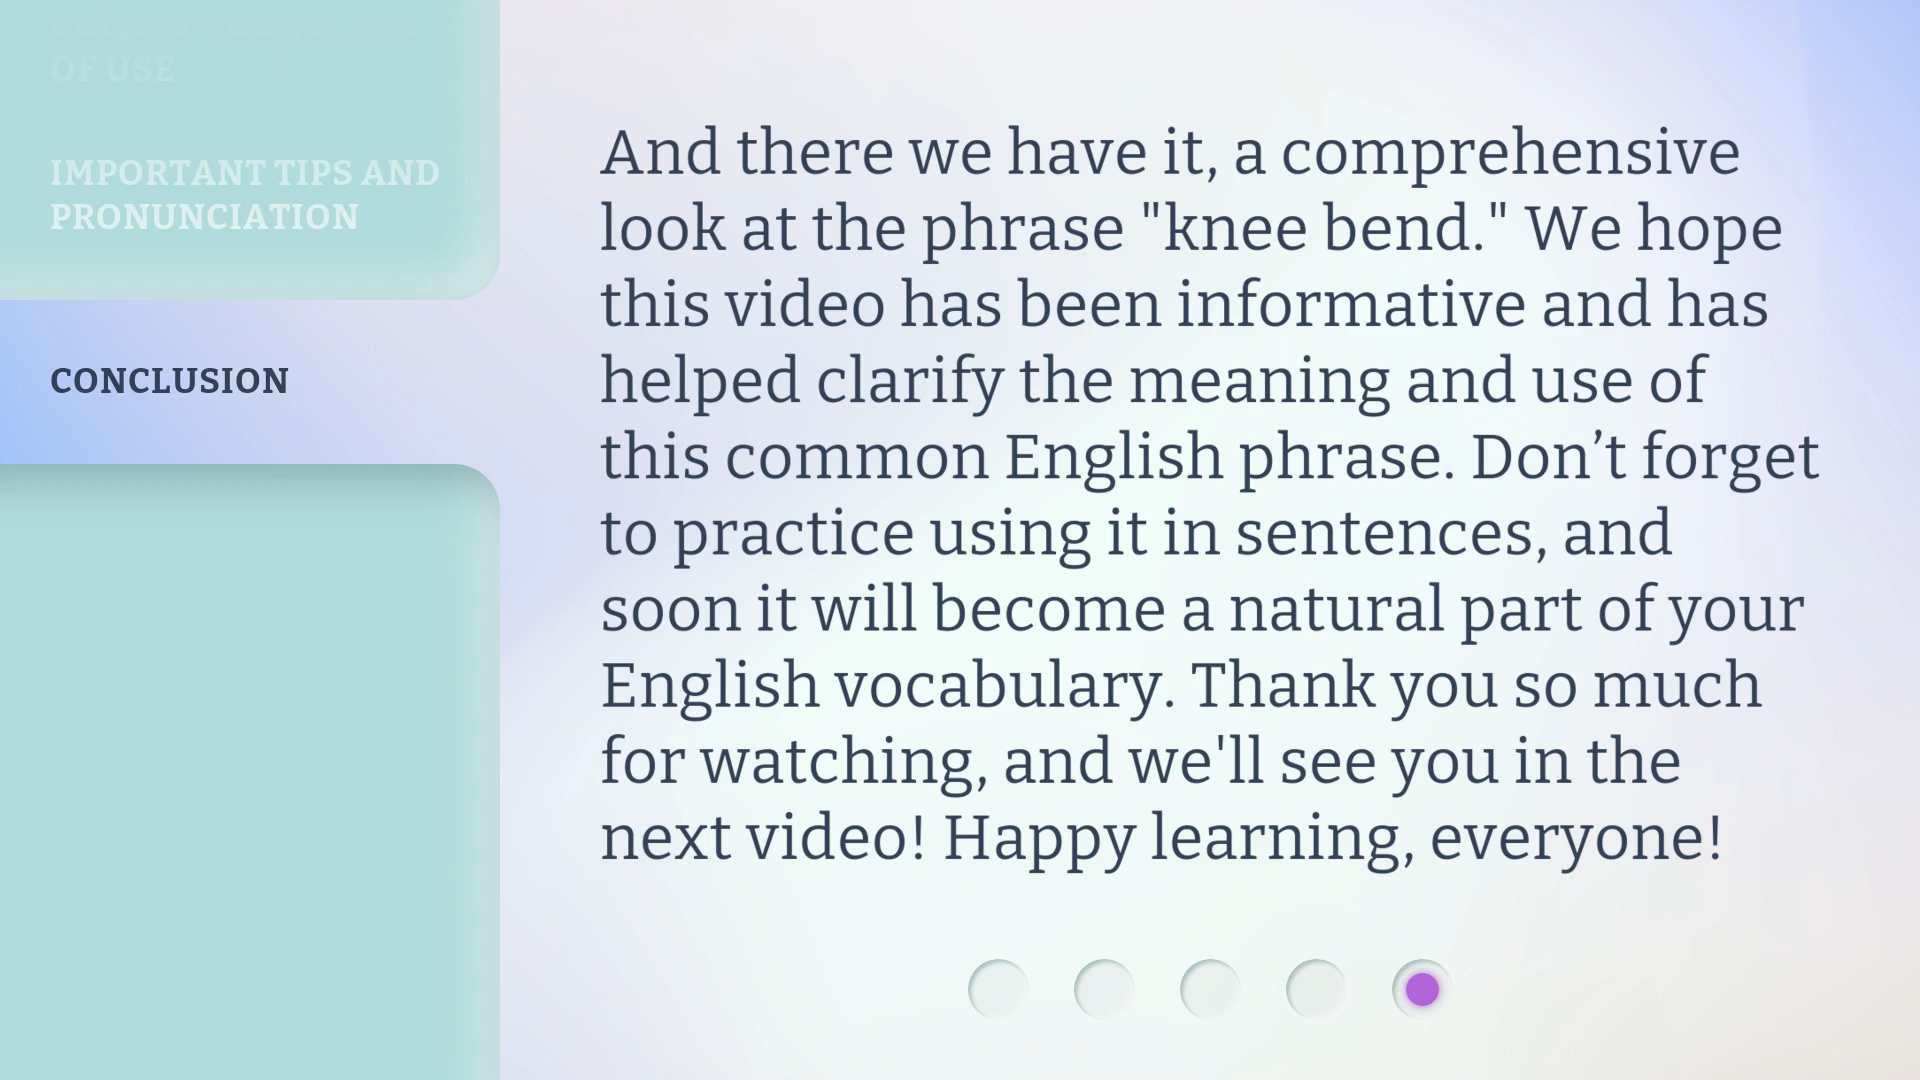 COMMON CONTEXTS
OF USE
IMPORTANT TIPS AND
PRONUNCIATION
CONCLUSION
And there we have it, a comprehensive
look at the phrase "knee bend." We hope
this video has been informative and has
helped clarify the meaning and use of
this common English phrase. Don’t forget
to practice using it in sentences, and
soon it will become a natural part of your
English vocabulary. Thank you so much
for watching, and we'll see you in the
next video! Happy learning, everyone!